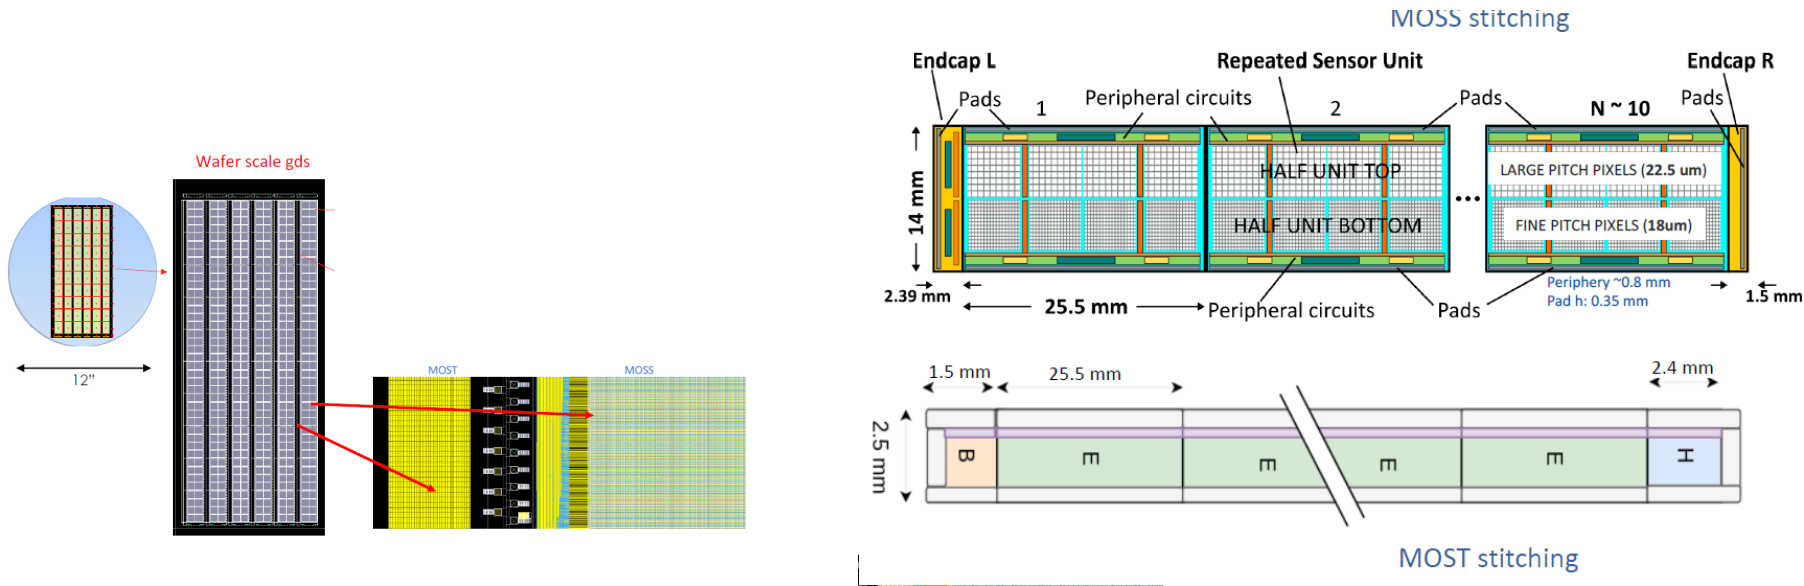 Wafer scale gds
12"
MOST
MOSS
MOSS stitching
Endcap L
Repeated Sensor Unit
Endcap R
Pads
1
Peripheral circuits
2
Pads
N ~ 10
Pads
14 mm
HALF UNIT TOP
HALF UNIT BOTTOM
...
LARGE PITCH PIXELS (22.5 um)
FINE PITCH PIXELS (18um)
2.39 mm
25.5 mm
Peripheral circuits
Pads
Periphery ~0.8 mm
Pad h: 0.35 mm
1.5 mm
1.5 mm
25.5 mm
2.4 mm
2.5 mm
B
E
E
E
E
H
MOST stitching